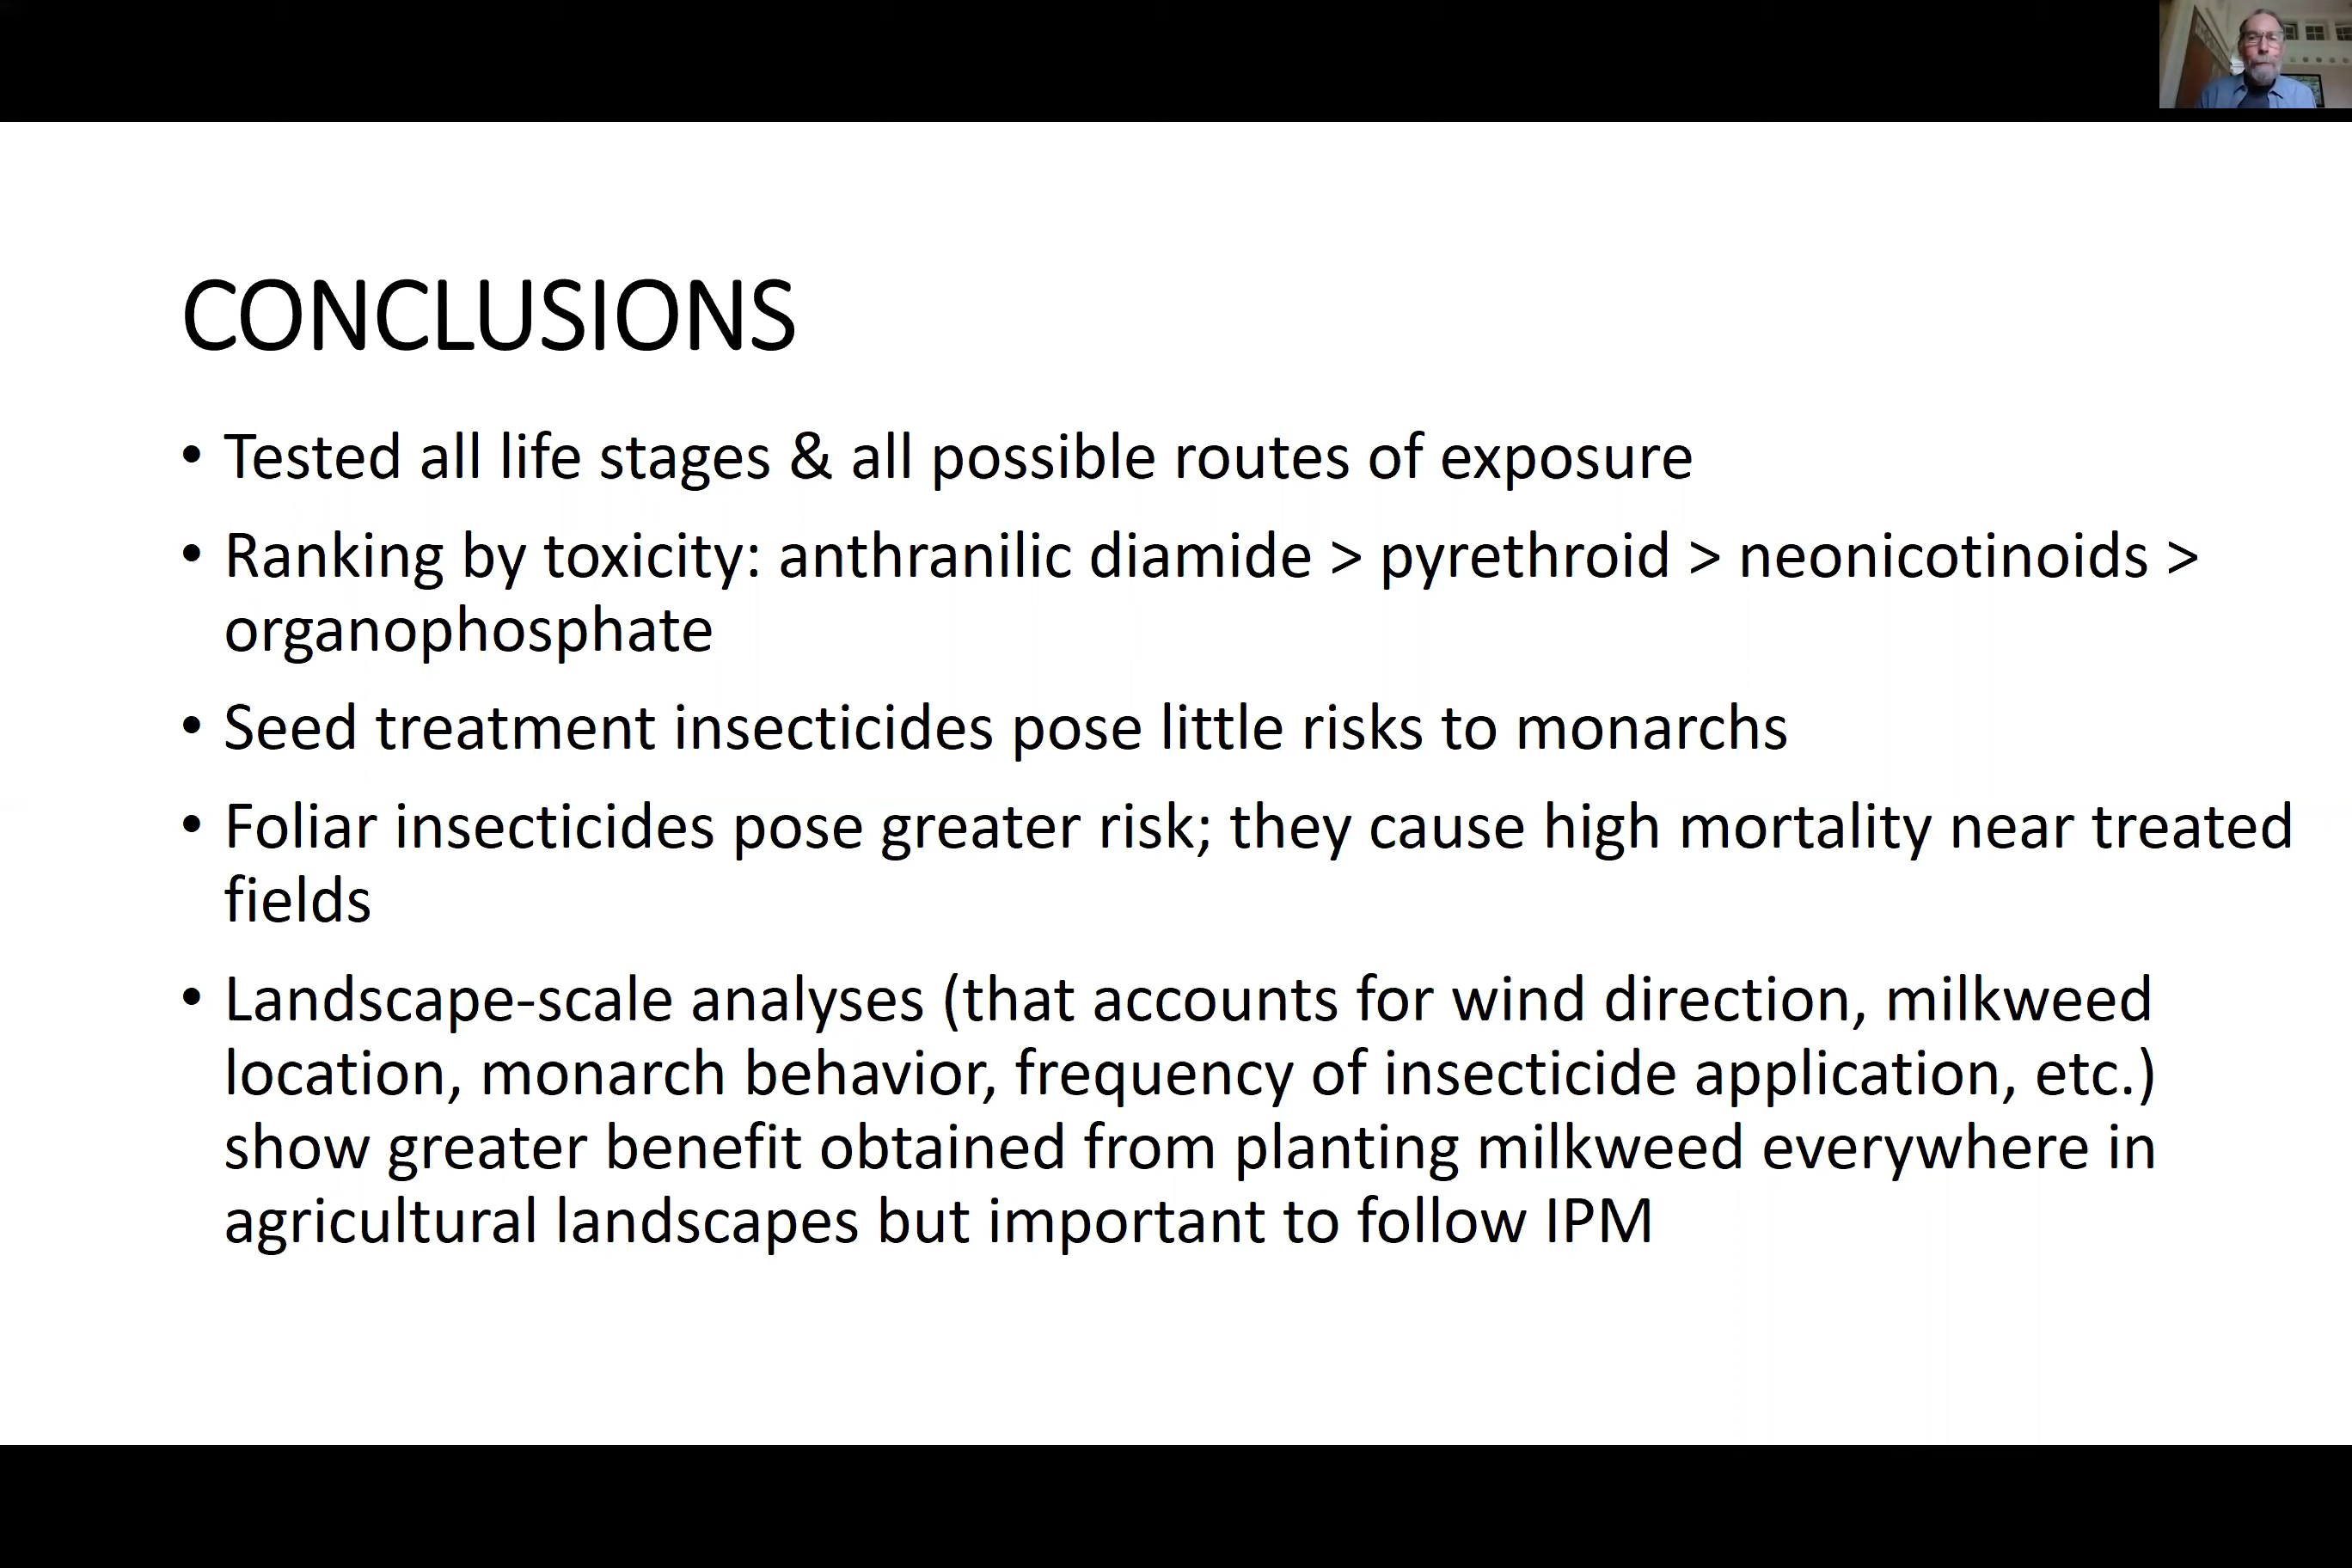 CONCLUSIONS
• Tested all life stages & all possible routes of exposure
• Ranking by toxicity: anthranilic diamide > pyrethroid > neonicotinoids >
organophosphate
• Seed treatment insecticides pose little risks to monarchs
• Foliar insecticides pose greater risk; they cause high mortality near treated
fields
• Landscape-scale analyses (that accounts for wind direction, milkweed
location, monarch behavior, frequency of insecticide application, etc.)
show greater benefit obtained from planting milkweed everywhere in
agricultural landscapes but important to follow IPM